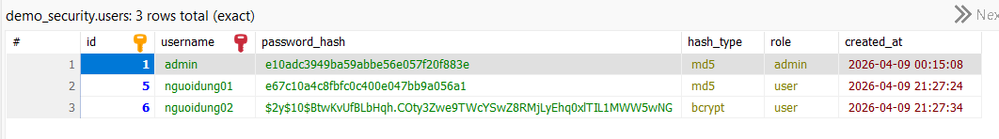 demo_security.users: 3 rows total (exact) Nex
# id username password_hash hash_type role created_at
1 1 admin e10adc3949ba59abbe56e057f20f883e md5 admin 2026-04-09 00:15:08
2 5 nguoidung01 e67c10a4c8fbfc0c400e047bb9a056a1 md5 user 2026-04-09 21:27:24
3 6 nguoidung02 $2y$10$BtwKvUfBLbHqh.COty3Zwe9TWcYSwZ8RMjLyEhq0xlTIL1MWW5wNG bcrypt user 2026-04-09 21:27:34